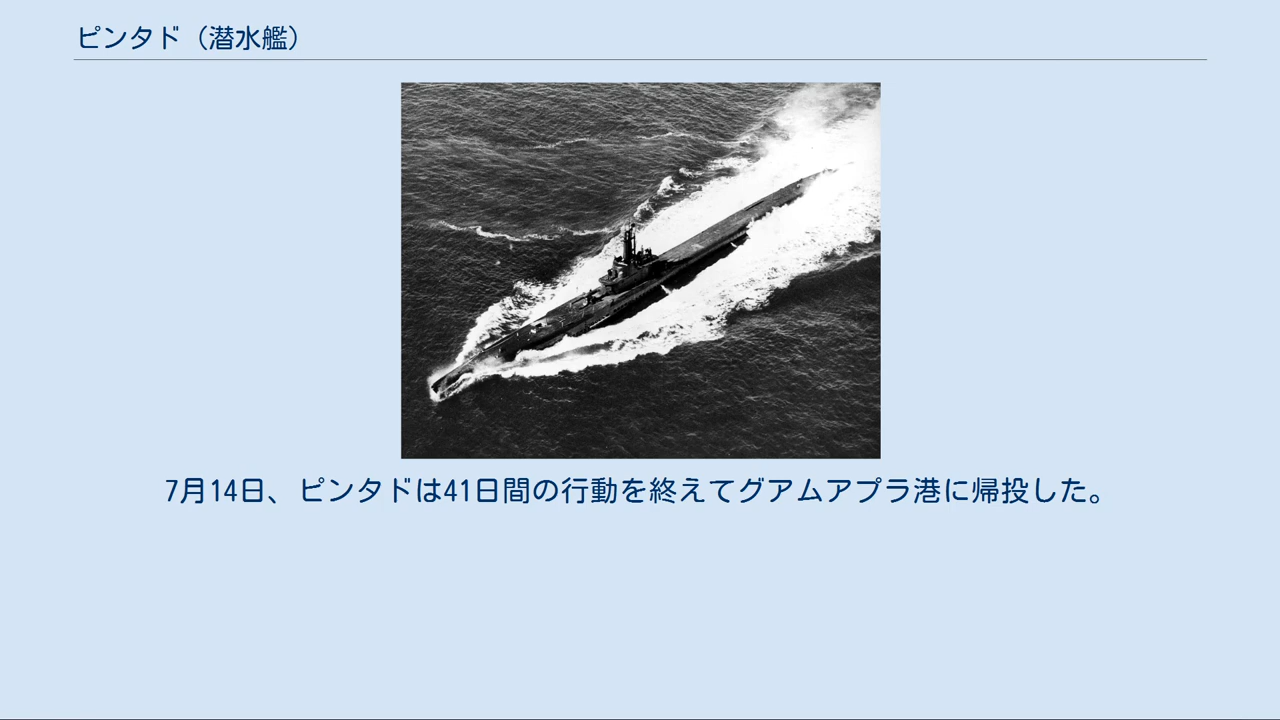 ピンタド（潜水艦）
7月14日、ピンタドは41日間の行動を終えてグアムアプラ港に帰投した。